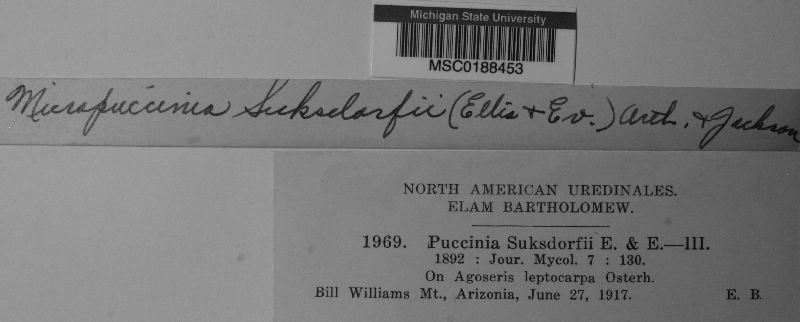 Michigan State University
MSC0188453
Micropuccinia Suksdorfii (Ellis + Ev.) Arth. & Jackson
NORTH AMERICAN UREDINALES.
ELAM BARTHOLOMEW.
1969. Puccinia Suksdorfii E. & E.—III.
1892 : Jour. Mycol. 7 : 130.
On Agoseris leptocarpa Osterh.
Bill Williams Mt., Arizonia, June 27, 1917. E. B.